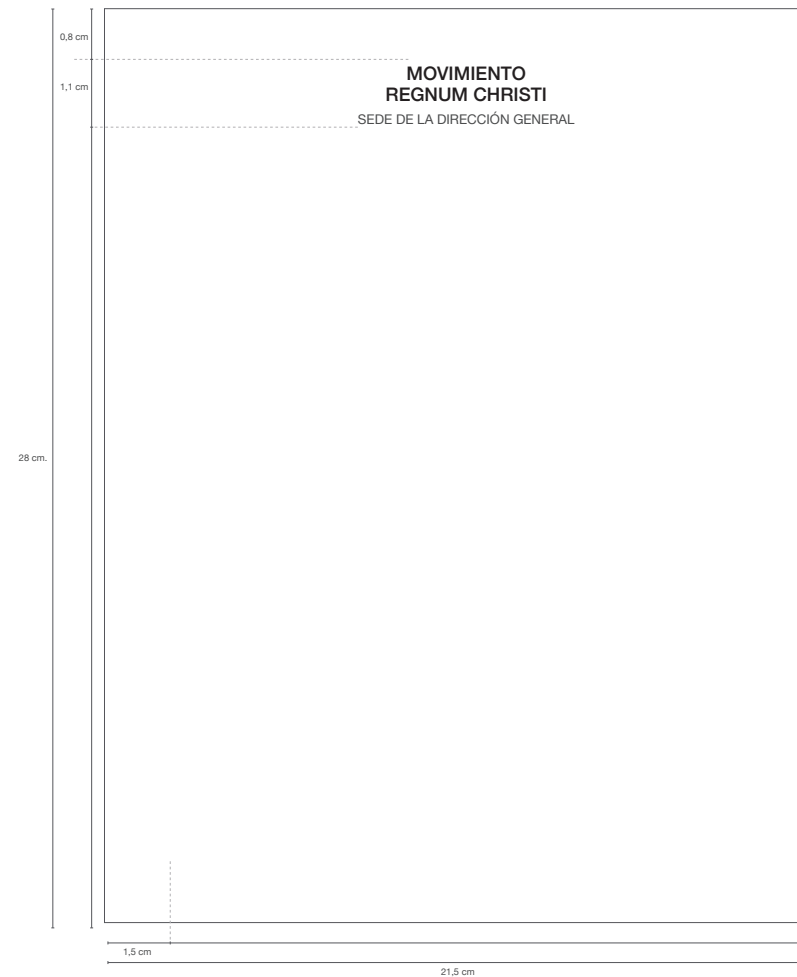 0,8 cm
MOVIMIENTO
1,1 cm
REGNUM CHRISTI
SEDE DE LA DIRECCIÓN GENERAL
28 cm.
1,5 cm
21,5 cm